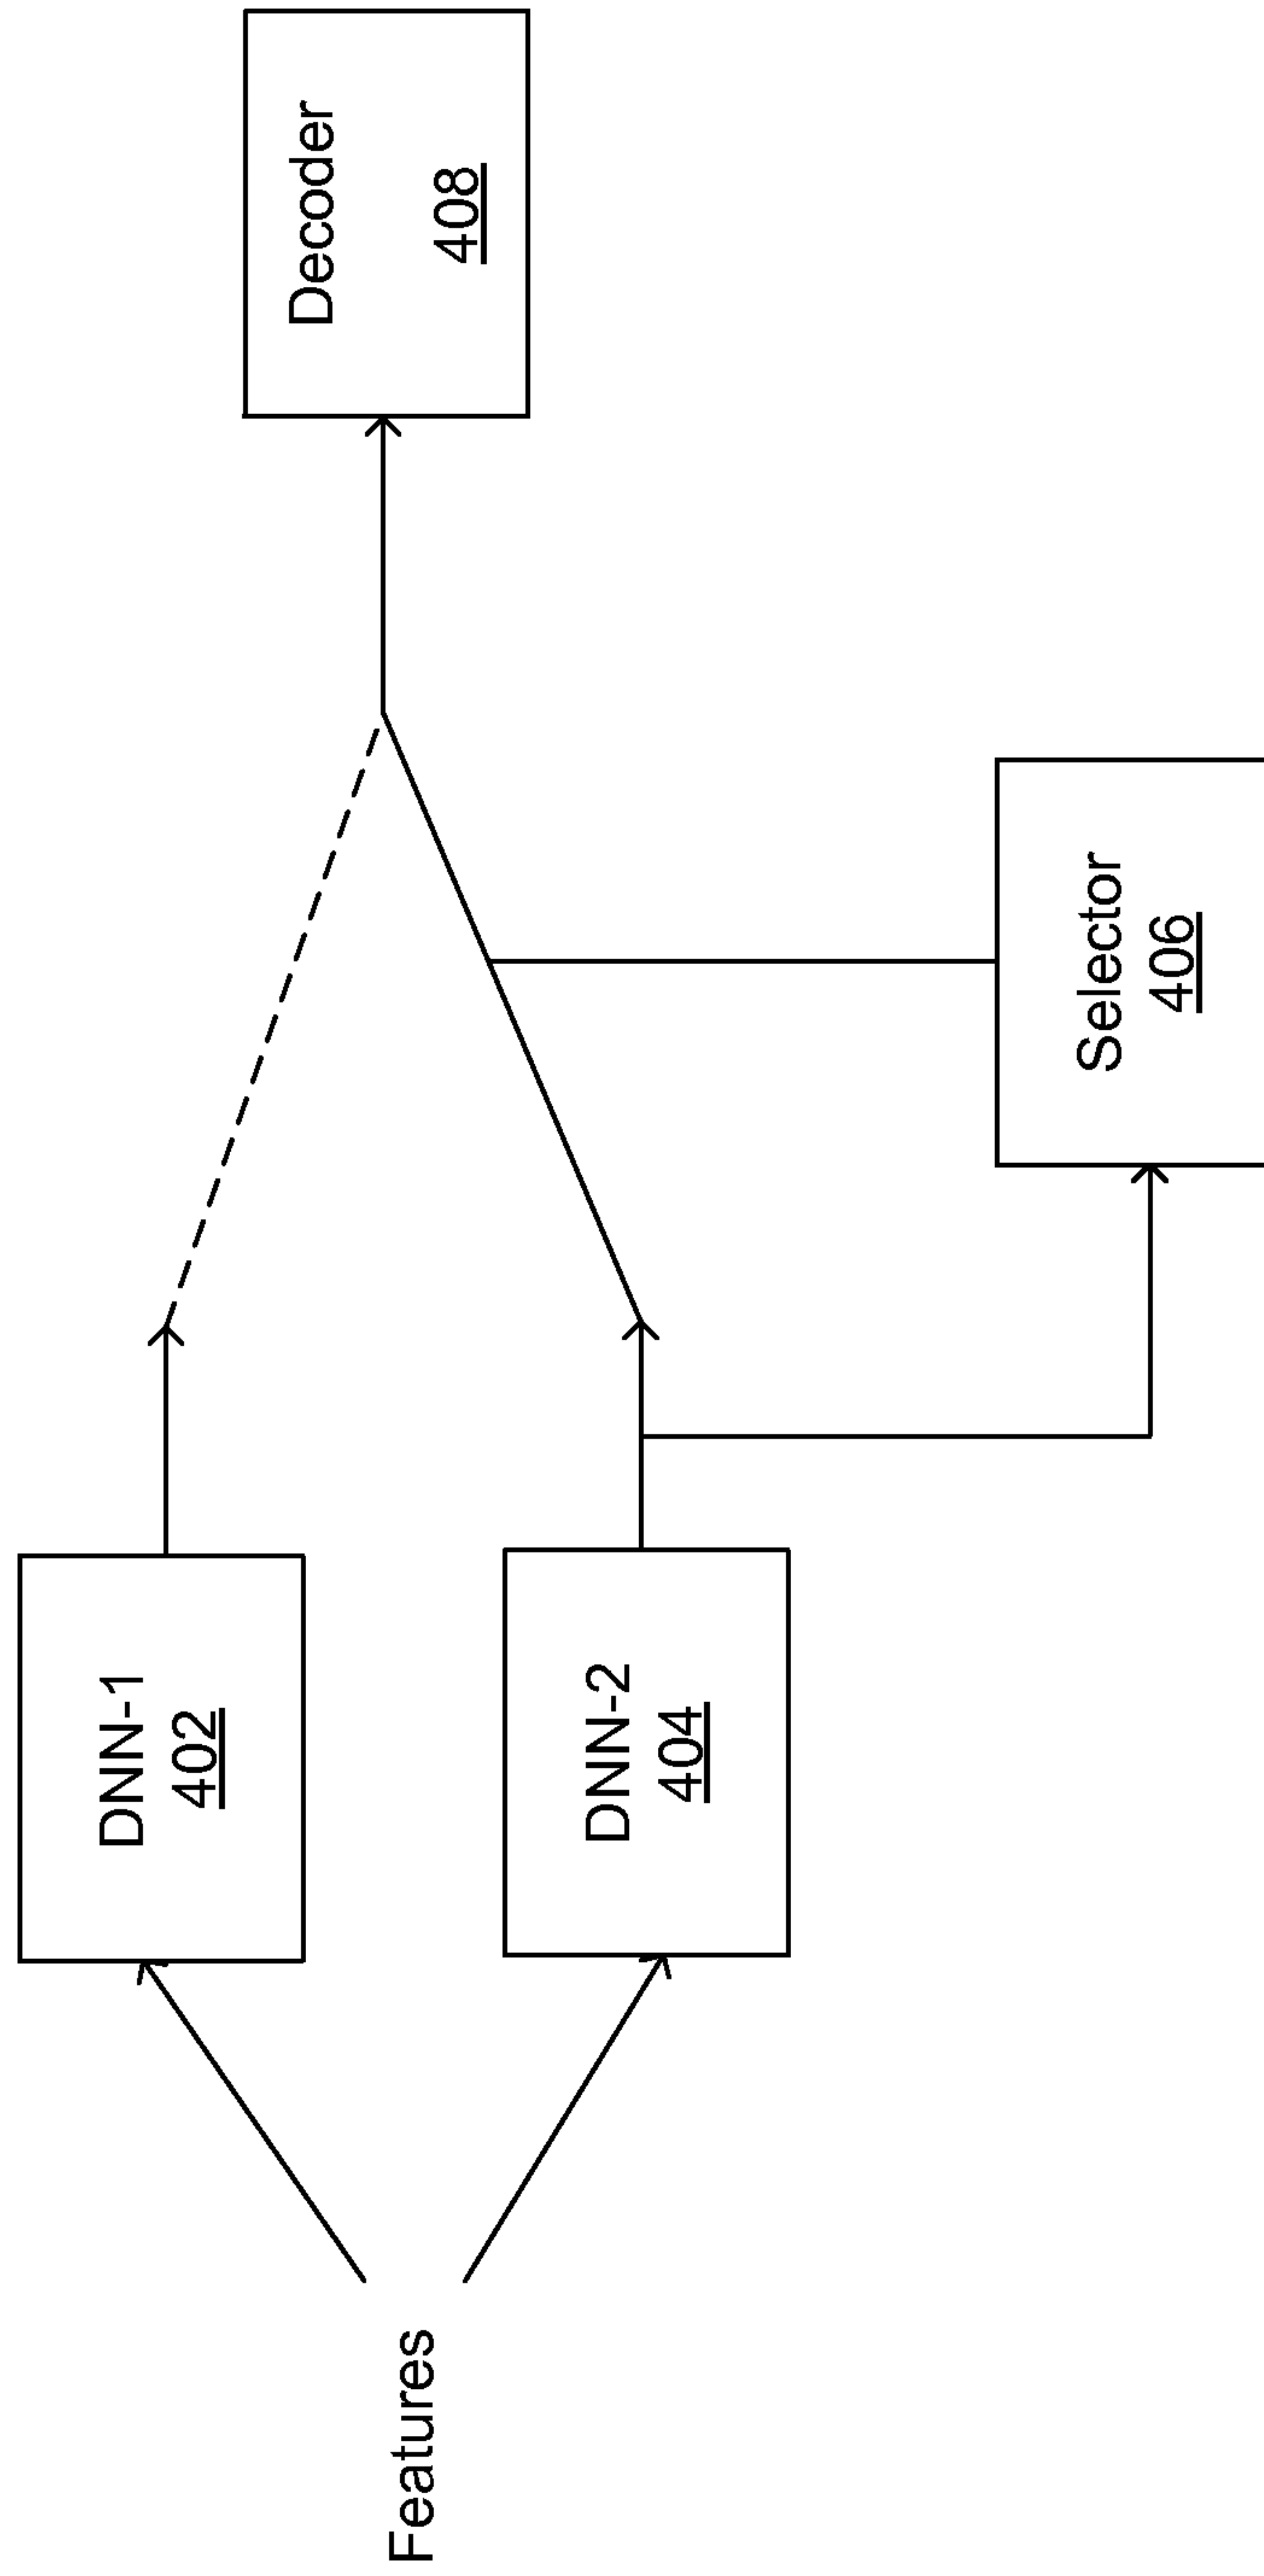 Features
DNN-1
402
DNN-2
404
Selector
406
Decoder
408